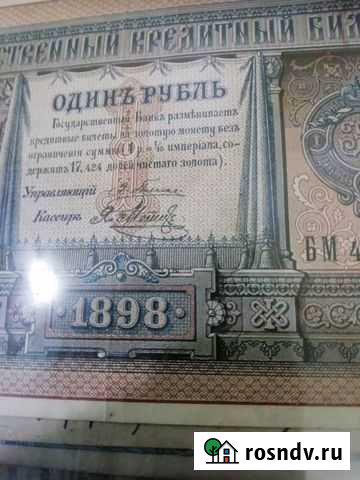 ственный кредитный бил
ОДИНЪ РУБЛЬ
Государственный Банкъ размѣниваетъ
кредитные билеты на золотую монету безъ
ограниченія суммы (1 р. = 1/15 имперіала, со-
держитъ 17,424 долей чистаго золота).
Управляющій
Кассиръ
БМ 4
1898
rosndv.ru